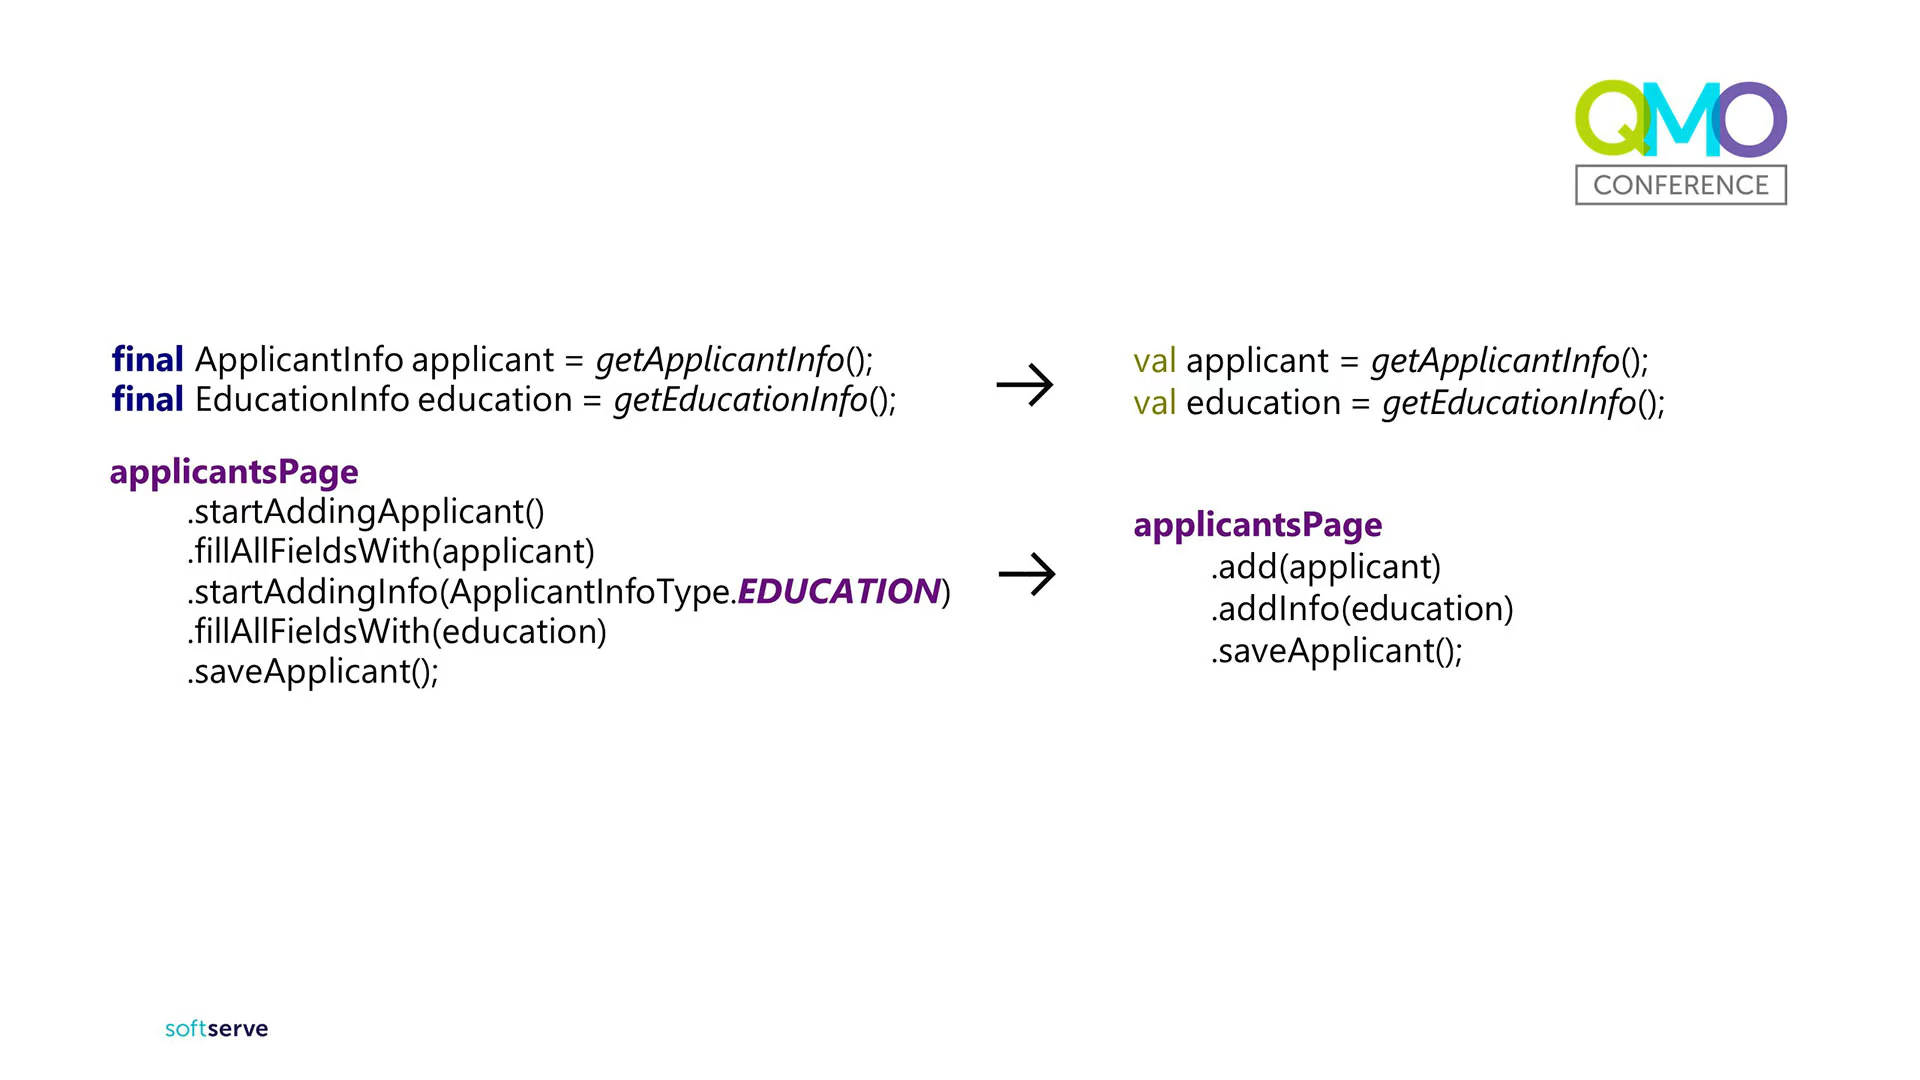 QMO
CONFERENCE
final ApplicantInfo applicant = getApplicantInfo();
final EducationInfo education = getEducationInfo();
→
val applicant = getApplicantInfo();
val education = getEducationInfo();
applicantsPage
.startAddingApplicant()
.fillAllFieldsWith(applicant)
.startAddingInfo(ApplicantInfoType.EDUCATION)
.fillAllFieldsWith(education)
.saveApplicant();
→
applicantsPage
.add(applicant)
.addInfo(education)
.saveApplicant();
softserve